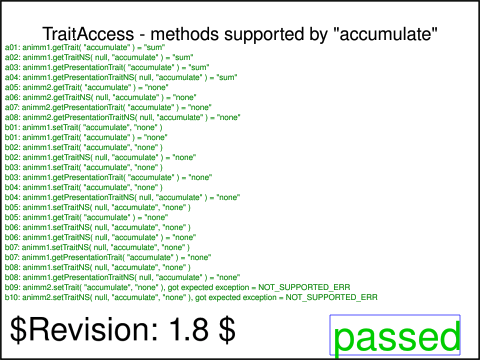 TraitAccess - methods supported by "accumulate"
a01: animm1.getTrait( "accumulate" ) = "sum"
a02: animm1.getTraitNS( null, "accumulate" ) = "sum"
a03: animm1.getPresentationTrait( "accumulate" ) = "sum"
a04: animm1.getPresentationTraitNS( null, "accumulate" ) = "sum"
a05: animm2.getTrait( "accumulate" ) = "none"
a06: animm2.getTraitNS( null, "accumulate" ) = "none"
a07: animm2.getPresentationTrait( "accumulate" ) = "none"
a08: animm2.getPresentationTraitNS( null, "accumulate" ) = "none"
b01: animm1.setTrait( "accumulate", "none" )
b01: animm1.getTrait( "accumulate" ) = "none"
b02: animm1.setTrait( "accumulate", "none" )
b02: animm1.getTraitNS( null, "accumulate" ) = "none"
b03: animm1.setTrait( "accumulate", "none" )
b03: animm1.getPresentationTrait( "accumulate" ) = "none"
b04: animm1.setTrait( "accumulate", "none" )
b04: animm1.getPresentationTraitNS( null, "accumulate" ) = "none"
b05: animm1.setTraitNS( null, "accumulate", "none" )
b05: animm1.getTrait( "accumulate" ) = "none"
b06: animm1.setTraitNS( null, "accumulate", "none" )
b06: animm1.getTraitNS( null, "accumulate" ) = "none"
b07: animm1.setTraitNS( null, "accumulate", "none" )
b07: animm1.getPresentationTrait( "accumulate" ) = "none"
b08: animm1.setTraitNS( null, "accumulate", "none" )
b08: animm1.getPresentationTraitNS( null, "accumulate" ) = "none"
b09: animm2.setTrait( "accumulate", "none" ), got expected exception = NOT_SUPPORTED_ERR
b10: animm2.setTraitNS( null, "accumulate", "none" ), got expected exception = NOT_SUPPORTED_ERR
$Revision: 1.8 $
passed